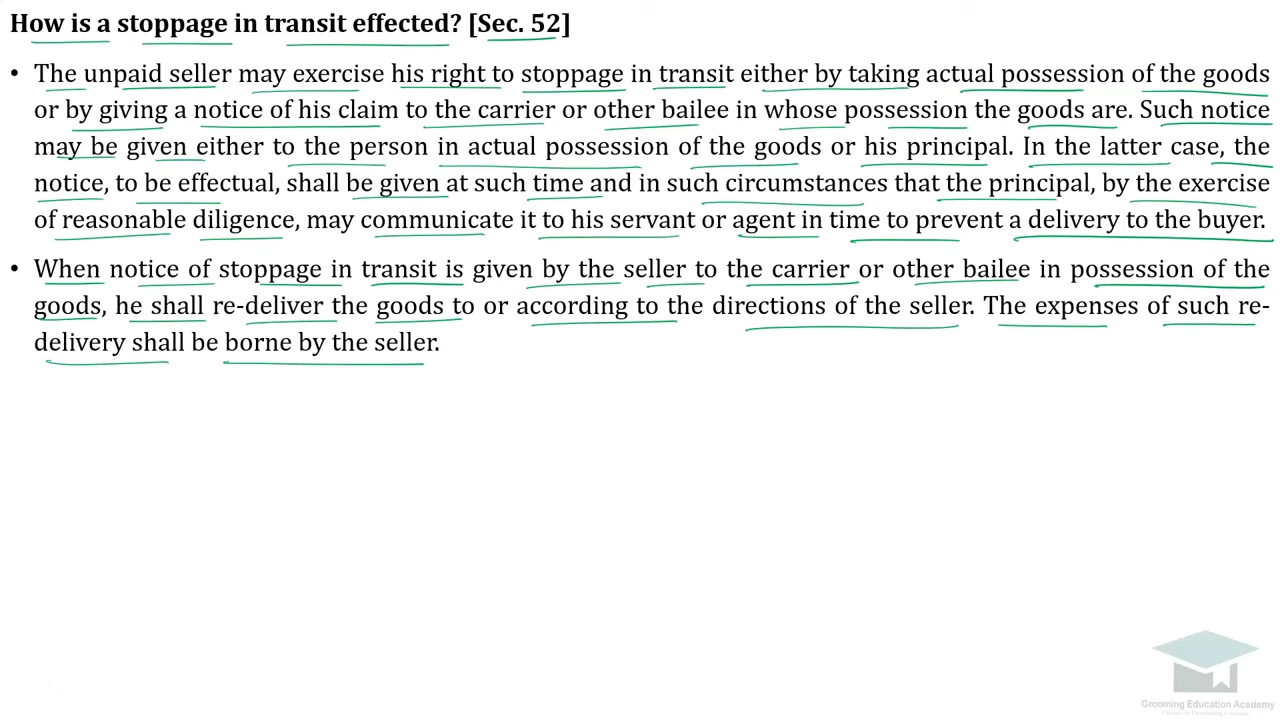 How is a stoppage in transit effected? [Sec. 52]
• The unpaid seller may exercise his right to stoppage in transit either by taking actual possession of the goods
or by giving a notice of his claim to the carrier or other bailee in whose possession the goods are. Such notice
may be given either to the person in actual possession of the goods or his principal. In the latter case, the
notice, to be effectual, shall be given at such time and in such circumstances that the principal, by the exercise
of reasonable diligence, may communicate it to his servant or agent in time to prevent a delivery to the buyer.
• When notice of stoppage in transit is given by the seller to the carrier or other bailee in possession of the
goods, he shall re-deliver the goods to or according to the directions of the seller. The expenses of such re-
delivery shall be borne by the seller.
Grooming Education Academy